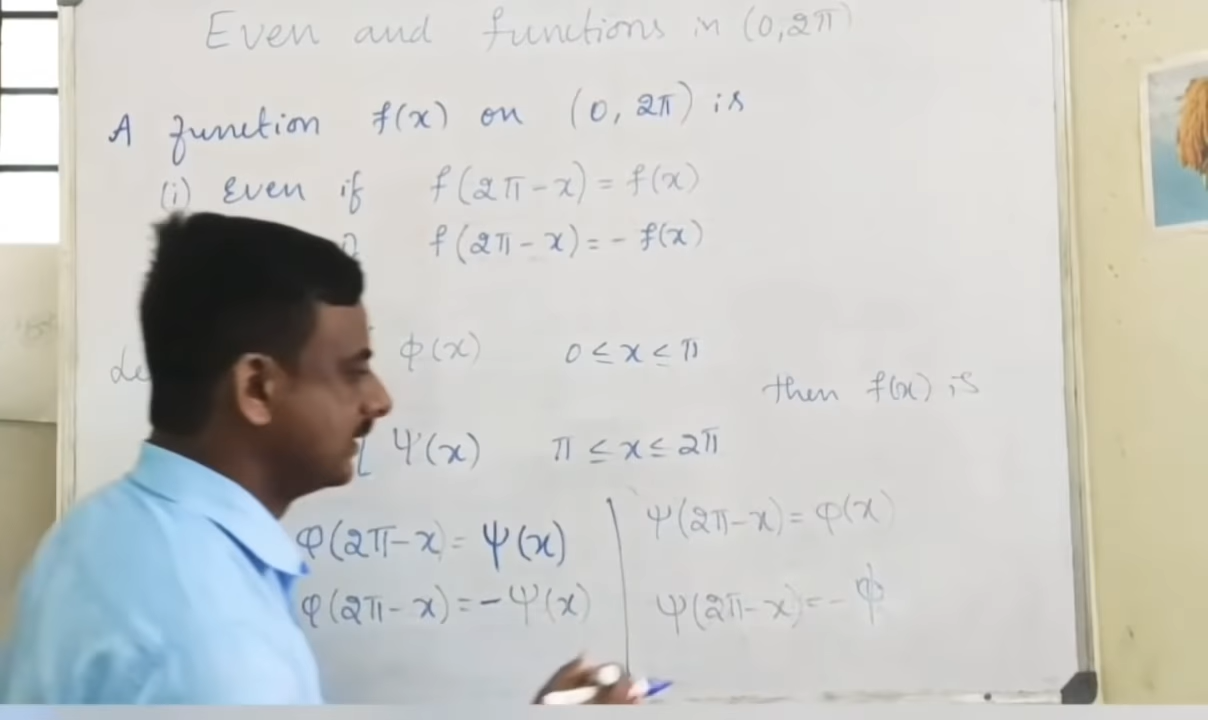 Even and functions in (0,2π)
A function f(x) on (0, 2π) is
(i) Even if f(2π-x) = f(x)
f(2π-x) = - f(x)
φ(x) 0 ≤ x ≤ π
then f(x) is
ψ(x) π ≤ x ≤ 2π
φ(2π-x) = ψ(x) | ψ(2π-x) = φ(x)
φ(2π-x) = -ψ(x) | ψ(2π-x) = - φ